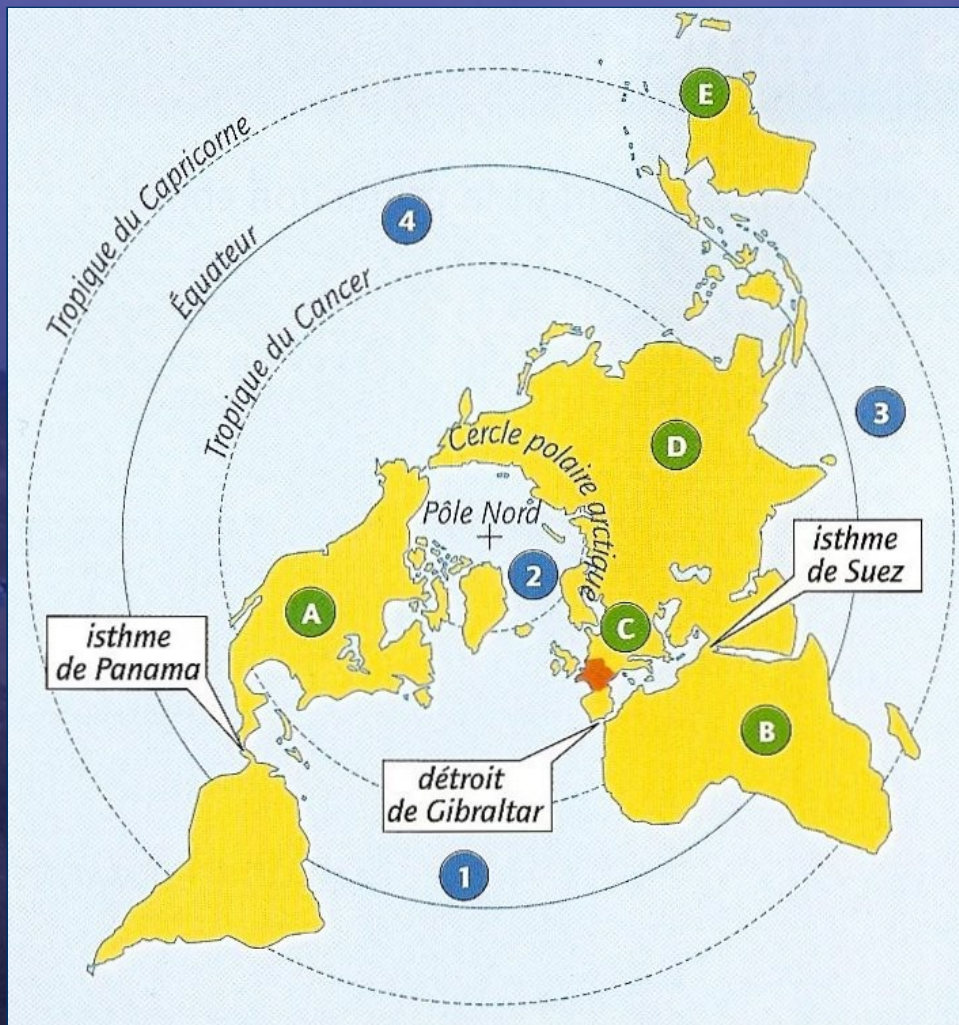 E
Tropique du Capricorne
4
Équateur
Tropique du Cancer
3
Cercle polaire arctique
D
Pôle Nord
isthme
de Suez
2
A
C
isthme
de Panama
B
détroit
de Gibraltar
1